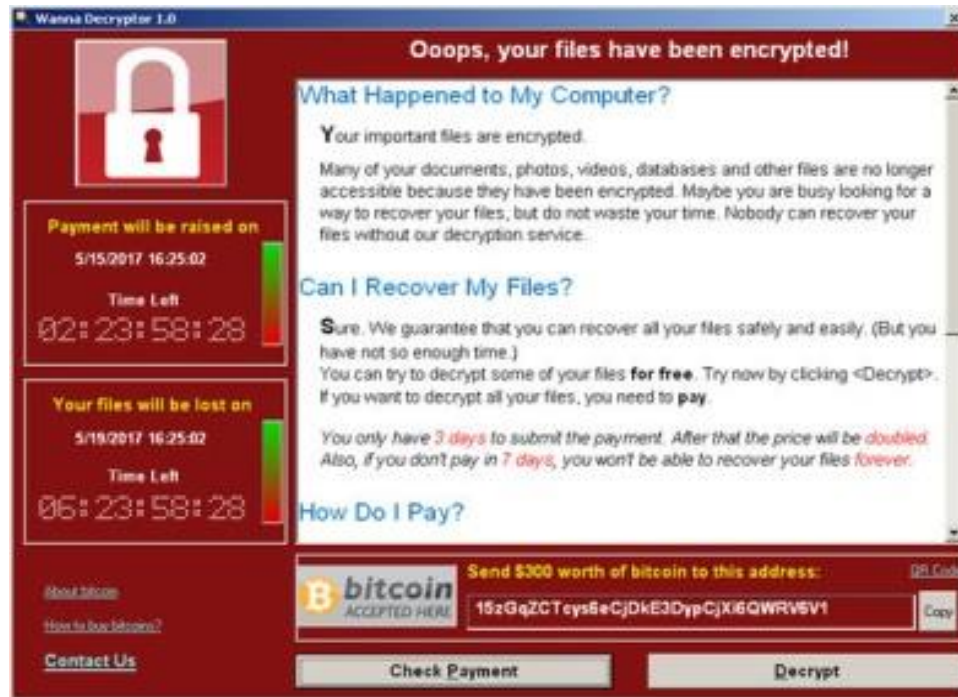 Wanna Decryptor 1.0
Ooops, your files have been encrypted!
Payment will be raised on
5/15/2017 16:25:02
Time Left
02:23:58:28
Your files will be lost on
5/19/2017 16:25:02
Time Left
06:23:58:28
About bitcoin
How to buy bitcoins?
Contact Us
What Happened to My Computer?
Your important files are encrypted.
Many of your documents, photos, videos, databases and other files are no longer
accessible because they have been encrypted. Maybe you are busy looking for a
way to recover your files, but do not waste your time. Nobody can recover your
files without our decryption service.
Can I Recover My Files?
Sure. We guarantee that you can recover all your files safely and easily. (But you
have not so enough time.)
You can try to decrypt some of your files for free. Try now by clicking <Decrypt>.
If you want to decrypt all your files, you need to pay.
You only have 3 days to submit the payment. After that the price will be doubled.
Also, if you don't pay in 7 days, you won't be able to recover your files forever.
How Do I Pay?
bitcoin
ACCEPTED HERE
Send $300 worth of bitcoin to this address:
QR Code
Copy
Check Payment
Decrypt